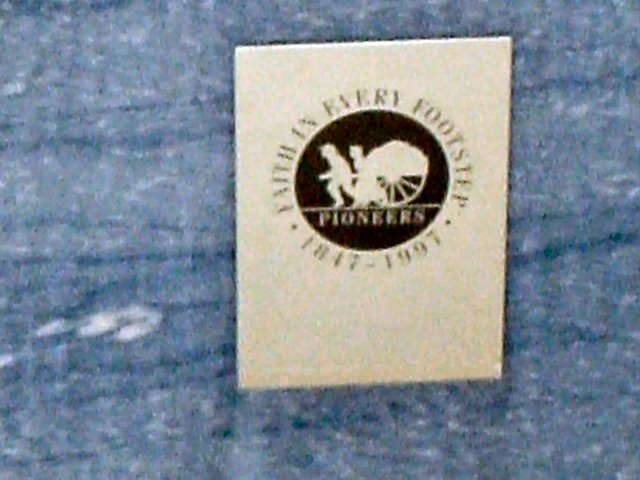 FAITH IN EVERY FOOTSTEP
PIONEERS
• 1847-1997 •